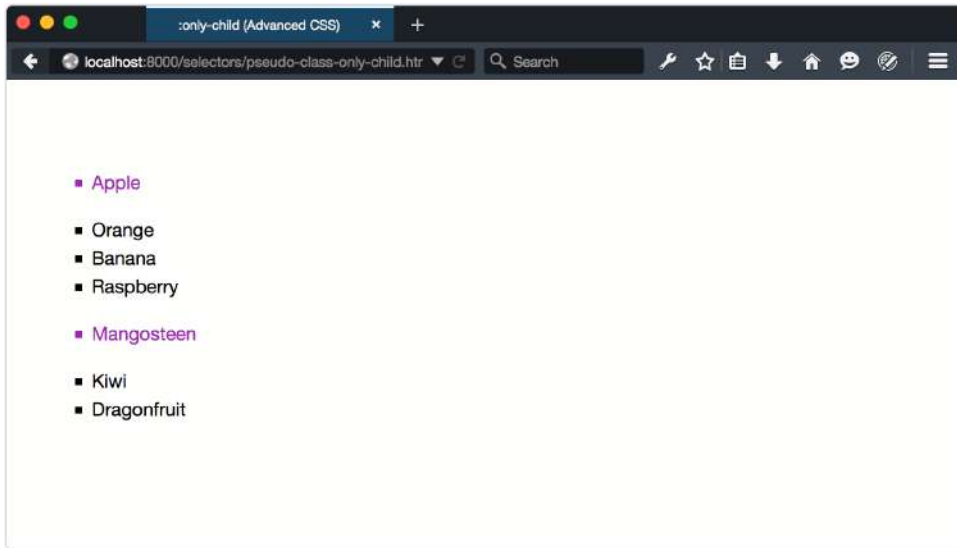 :only-child (Advanced CSS)
localhost:8000/selectors/pseudo-class-only-child.htr
Search
Apple
Orange
Banana
Raspberry
Mangosteen
Kiwi
Dragonfruit